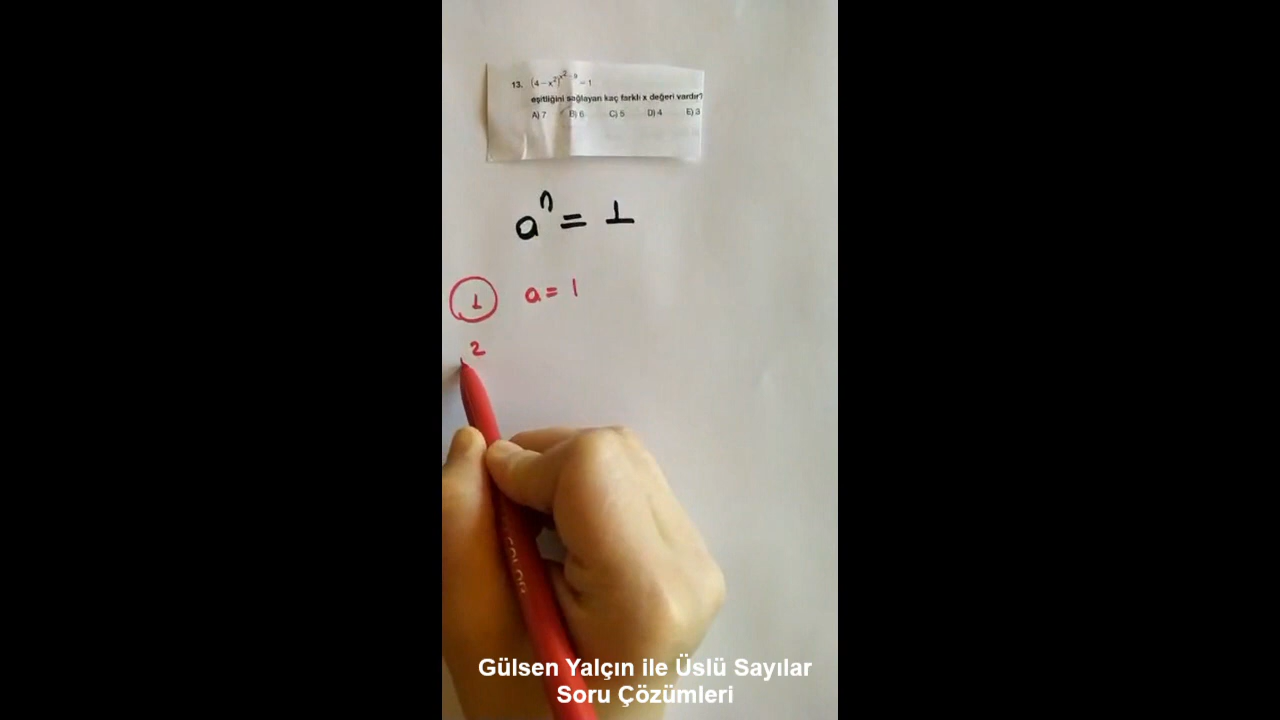 13. (4-x²)^x²-9 = 1
eşitliğini sağlayan kaç farklı x değeri vardır?
A) 7 B) 6 C) 5 D) 4 E) 3
aⁿ = 1
1 a = 1
2
COLOR
Gülsen Yalçın ile Üslü Sayılar
Soru Çözümleri